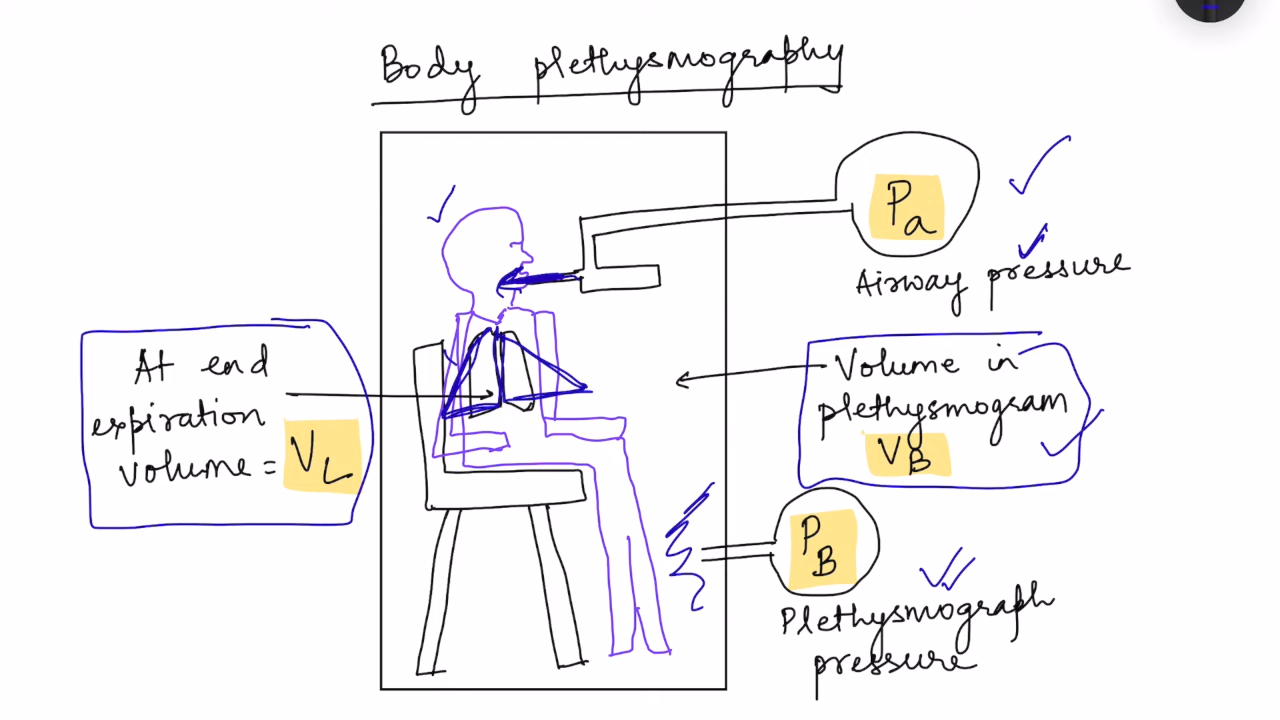 Body plethysmography
Pa
Airway pressure
At end
expiration
volume = VL
Volume in
plethysmogram
VB
PB
Plethysmograph
pressure